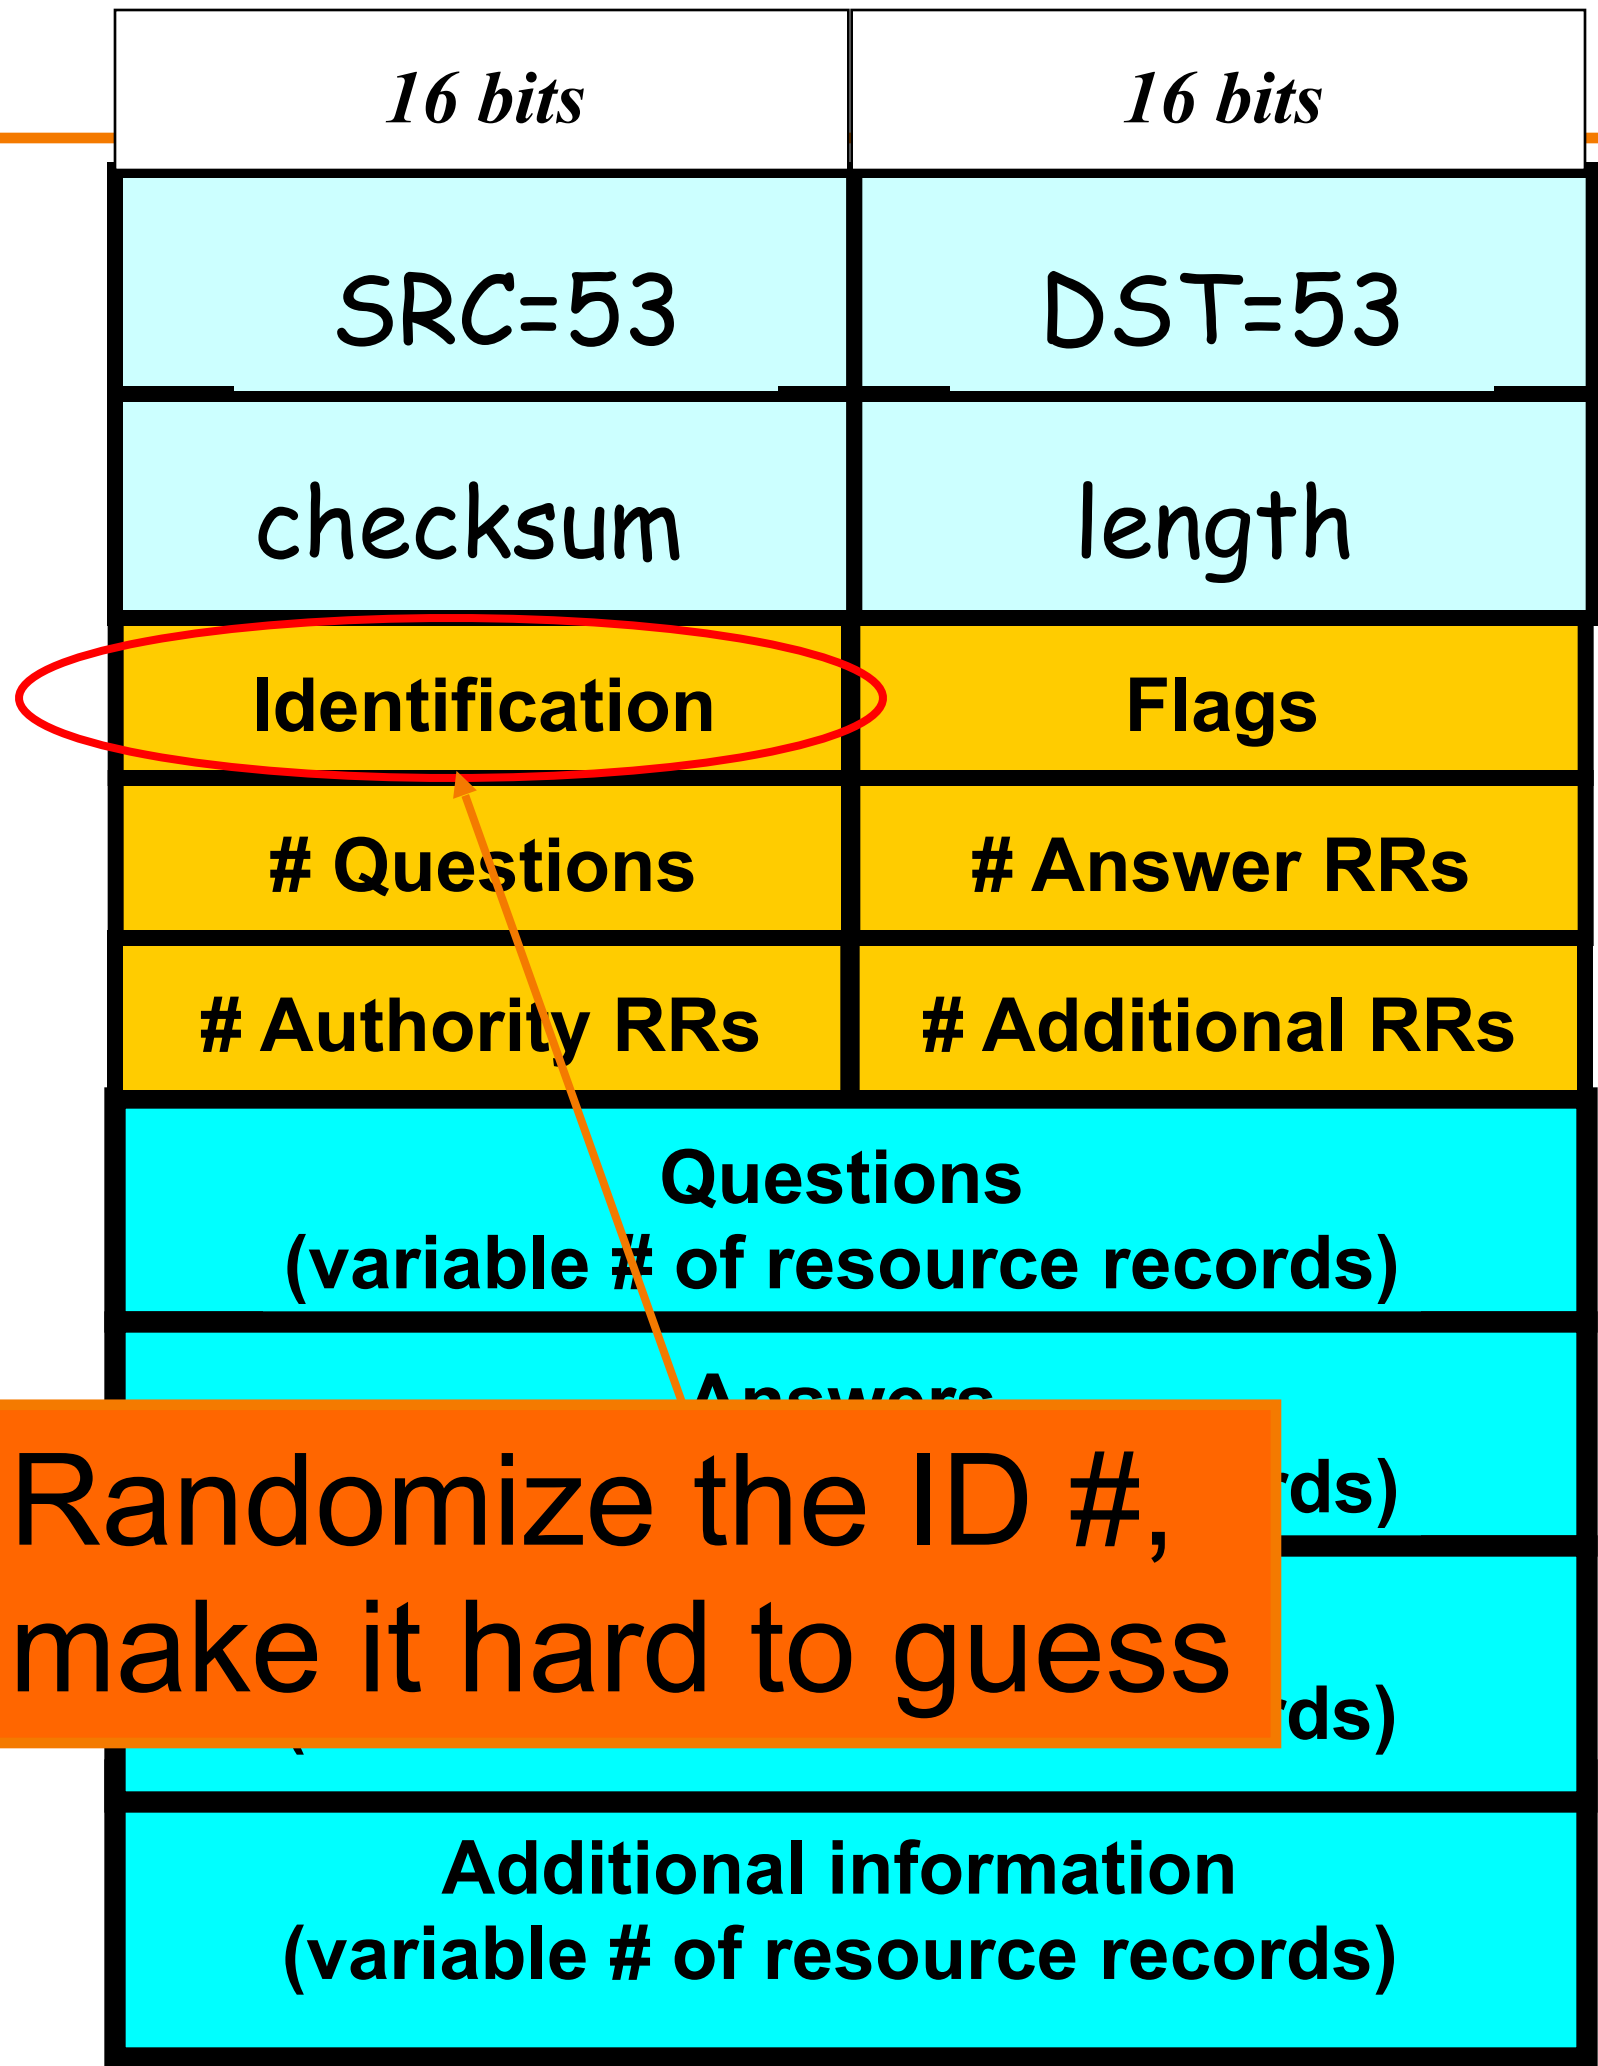 16 bits 16 bits
SRC=53 DST=53
checksum length
Identification Flags
# Questions # Answer RRs
# Authority RRs # Additional RRs
Questions
(variable # of resource records)
Answers
Randomize the ID #,
make it hard to guess
Additional information
(variable # of resource records)